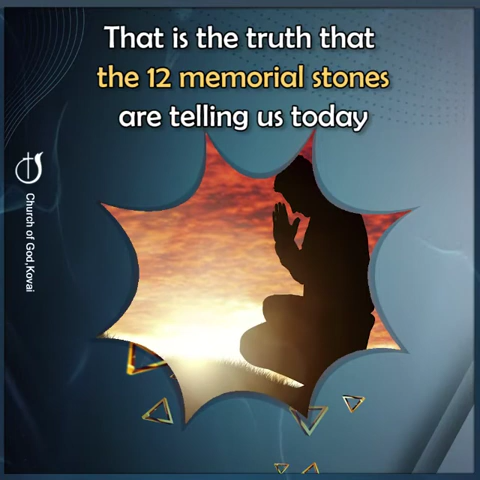 That is the truth that
the 12 memorial stones
are telling us today
Church of God,Kovai